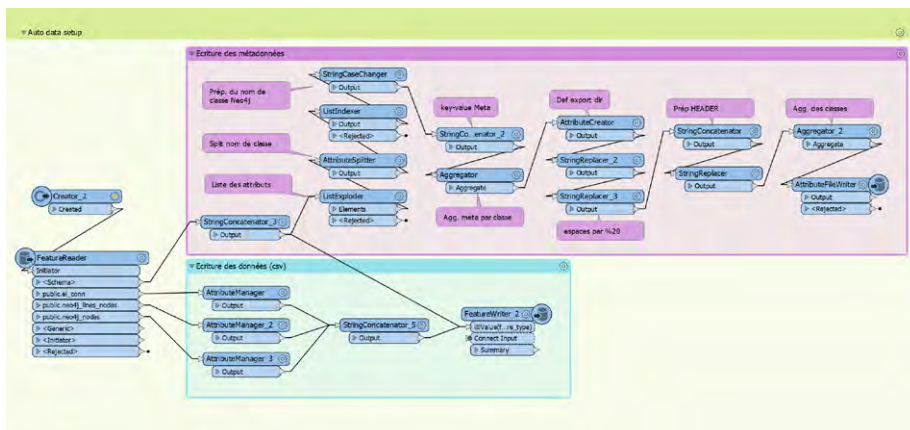 Auto data setup
Ecriture des métadonnées
Prép. du nom de
classe Neo4j
StringCaseChanger
Output
ListIndexer
Output
<Rejected>
Split nom de classe
AttributeSplitter
Output
Liste des attributs
ListExploder
Elements
<Rejected>
StringConcatenator_3
Output
key-value Meta
StringCo...enator_2
Output
Aggregator
Aggregate
Agg. meta par classe
Def export dir
AttributeCreator
Output
StringReplacer_2
Output
StringReplacer_3
Output
espaces par %20
Prép HEADER
StringConcatenator
Output
StringReplacer
Output
Agg. des classes
Aggregator_2
Aggregate
AttributeFileWriter
Output
<Rejected>
Creator_2
Created
FeatureReader
Initiator
<Schema>
public.el_conn
public.neo4j_lines_nodes
public.neo4j_nodes
<Generic>
<Initiator>
<Rejected>
Ecriture des données (csv)
AttributeManager
Output
AttributeManager_2
Output
AttributeManager_3
Output
StringConcatenator_5
Output
FeatureWriter_2
@Value(f...re_type)
Connect Input
Summary